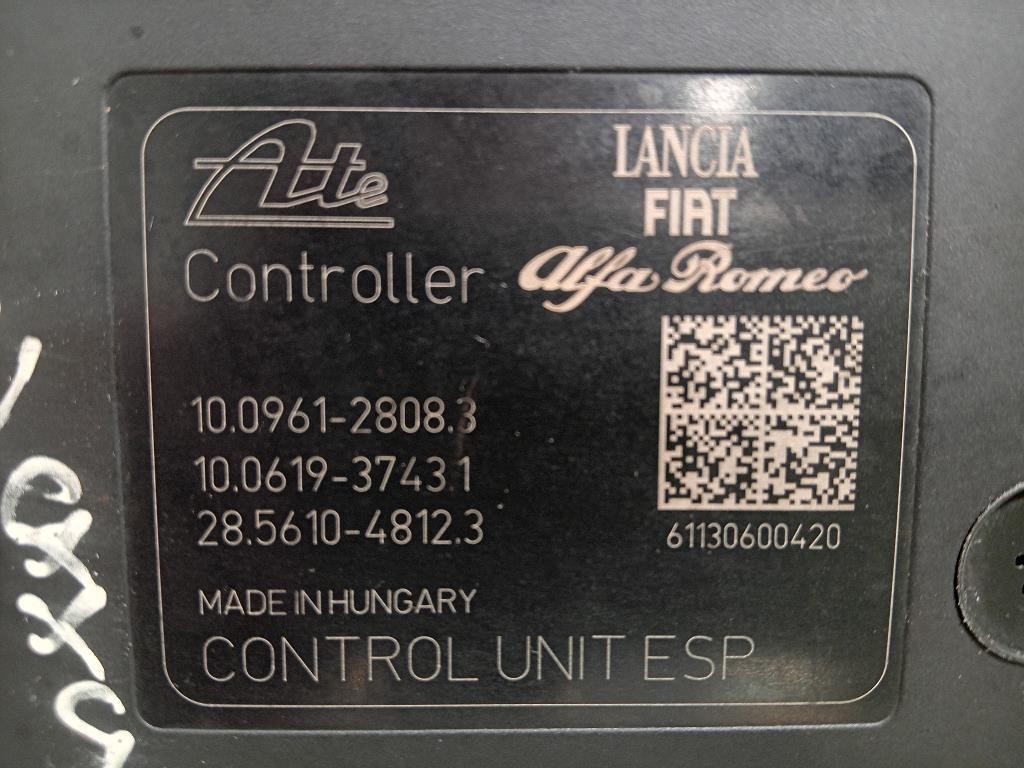 Ate
Controller
LANCIA
FIAT
Alfa Romeo
10.0961-2808.3
10.0619-3743.1
28.5610-4812.3
61130600420
MADE IN HUNGARY
CONTROL UNIT ESP